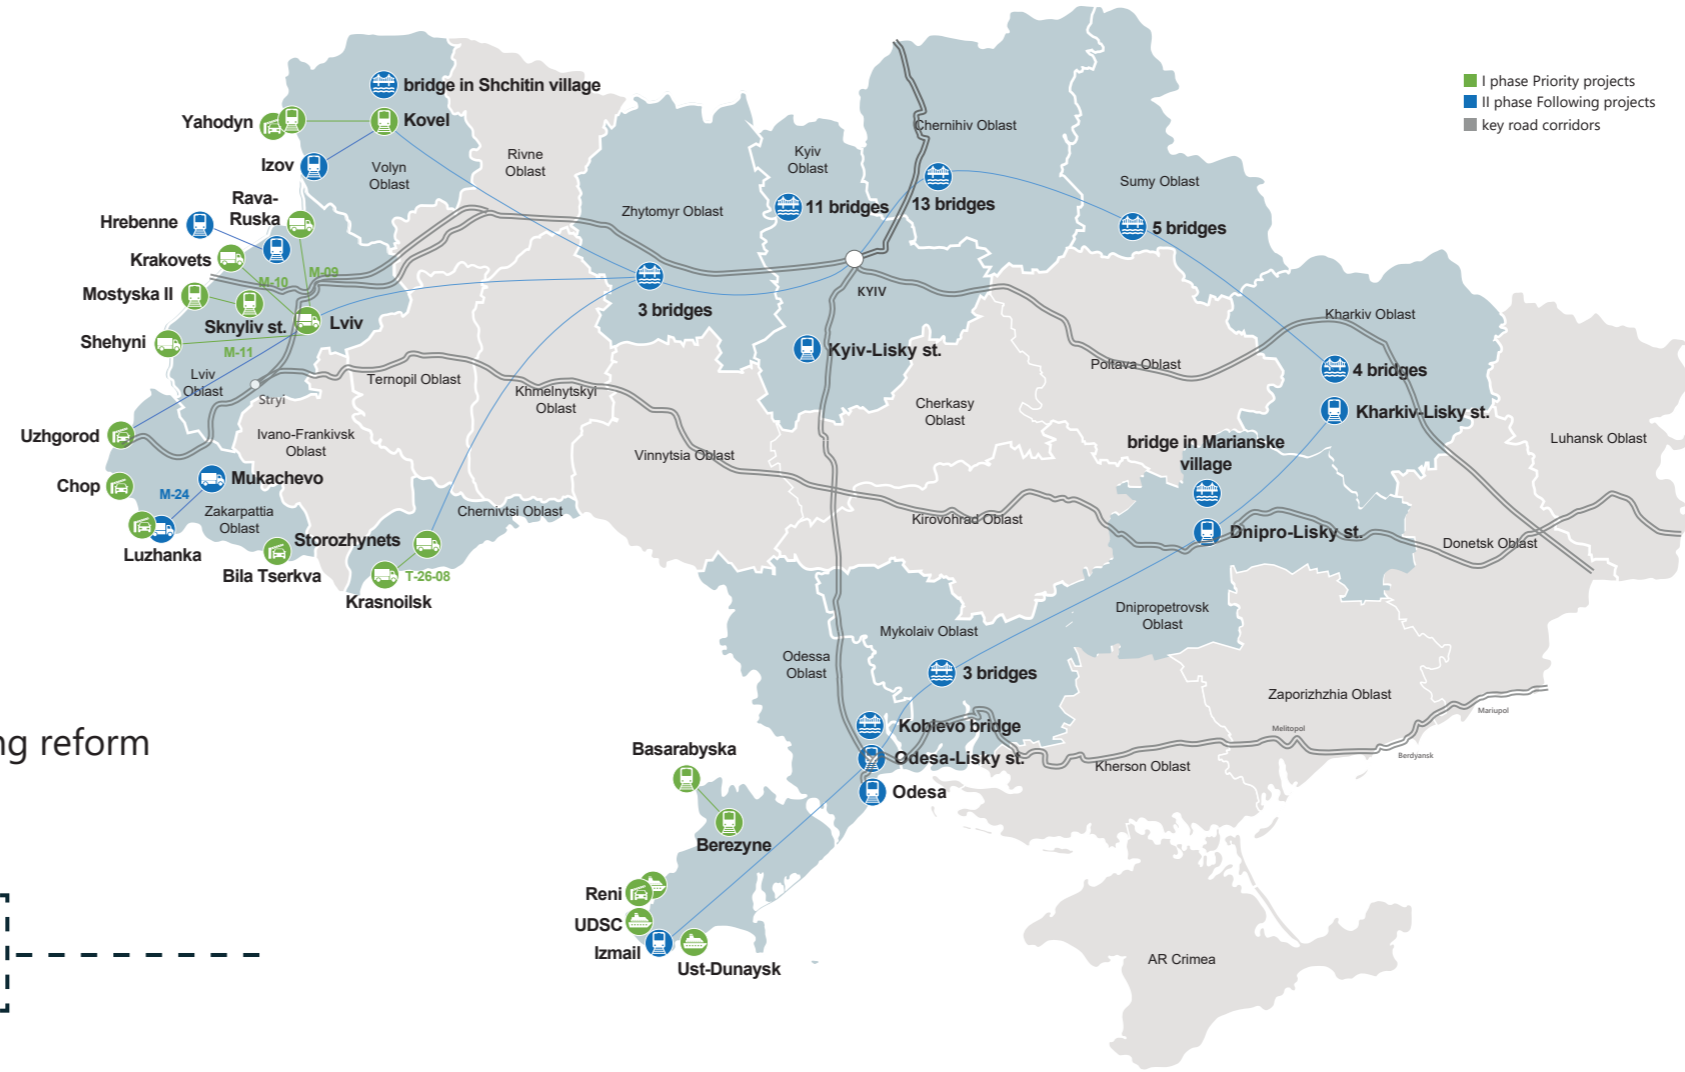 I phase Priority projects
II phase Following projects
key road corridors
bridge in Shchitin village
Yahodyn
Kovel
Izov
Volyn
Oblast
Rivne
Oblast
Rava-
Ruska
Hrebenne
Krakovets
M-09
M-10
Mostyska II
Sknyliv st.
Lviv
Shehyni
M-11
Lviv
Oblast
Stryi
Zhytomyr Oblast
3 bridges
Kyiv
Oblast
11 bridges
Chernihiv Oblast
13 bridges
Sumy Oblast
5 bridges
KYIV
Kyiv-Lisky st.
Ternopil Oblast
Khmelnytskyi
Oblast
Ivano-Frankivsk
Oblast
Vinnytsia Oblast
Cherkasy
Oblast
Poltava Oblast
Kharkiv Oblast
4 bridges
Kharkiv-Lisky st.
Luhansk Oblast
bridge in Marianske
village
Uzhgorod
Chop
Mukachevo
M-24
Zakarpattia
Oblast
Luzhanka
Bila Tserkva
Storozhynets
Chernivtsi Oblast
T-26-08
Krasnoilsk
Kirovohrad Oblast
Dnipro-Lisky st.
Donetsk Oblast
Dnipropetrovsk
Oblast
Mykolaiv Oblast
3 bridges
Odessa
Oblast
Zaporizhzhia Oblast
Mariupol
Melitopol
Berdyansk
Kherson Oblast
Koblevo bridge
Odesa-Lisky st.
Odesa
ng reform
Basarabyska
Berezyne
Reni
UDSC
Izmail
Ust-Dunaysk
AR Crimea